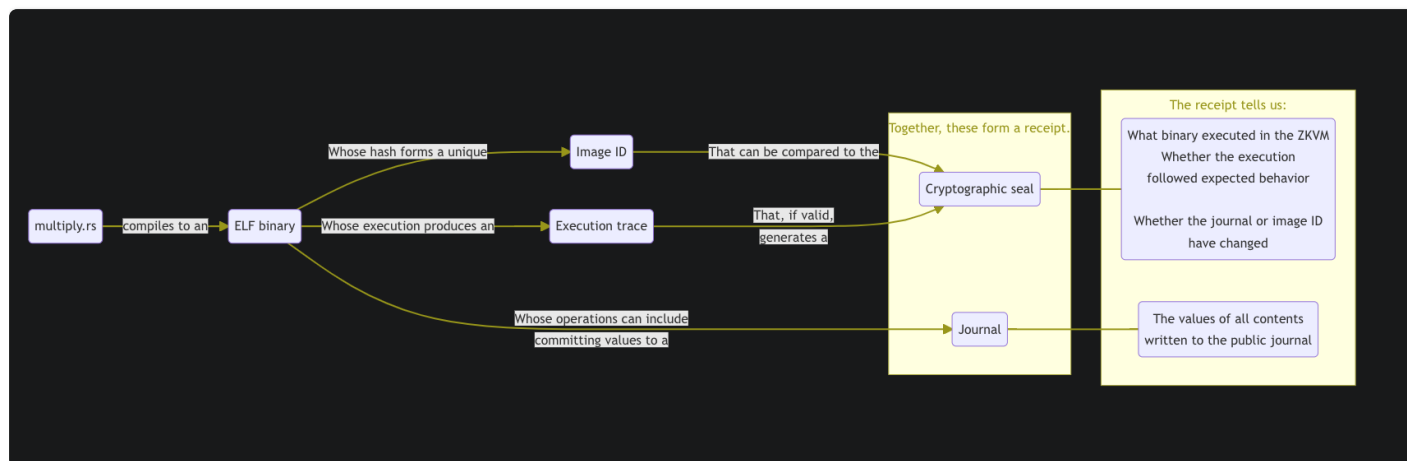 The receipt tells us:
Together, these form a receipt.
What binary executed in the ZKVM
Whether the execution
followed expected behavior
Whether the journal or image ID
have changed
Whose hash forms a unique
Image ID
That can be compared to the
Cryptographic seal
multiply.rs
compiles to an
ELF binary
Whose execution produces an
Execution trace
That, if valid,
generates a
Whose operations can include
committing values to a
Journal
The values of all contents
written to the public journal